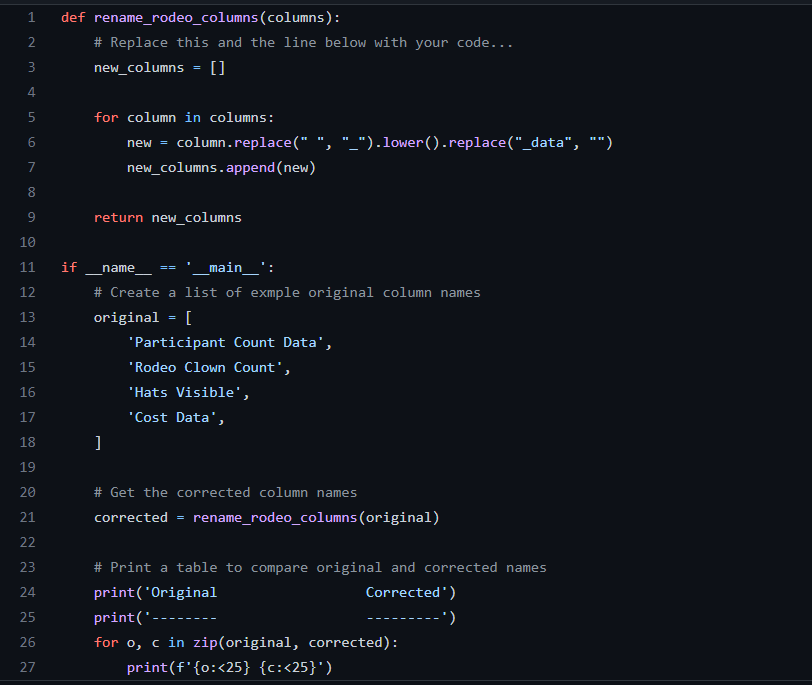 1 def rename_rodeo_columns(columns):
2     # Replace this and the line below with your code...
3     new_columns = []
4
5     for column in columns:
6         new = column.replace(" ", "_").lower().replace("_data", "")
7         new_columns.append(new)
8
9     return new_columns
10
11 if __name__ == '__main__':
12     # Create a list of exmple original column names
13     original = [
14         'Participant Count Data',
15         'Rodeo Clown Count',
16         'Hats Visible',
17         'Cost Data',
18     ]
19
20     # Get the corrected column names
21     corrected = rename_rodeo_columns(original)
22
23     # Print a table to compare original and corrected names
24     print('Original                  Corrected')
25     print('--------                  ---------')
26     for o, c in zip(original, corrected):
27         print(f'{o:<25} {c:<25}')